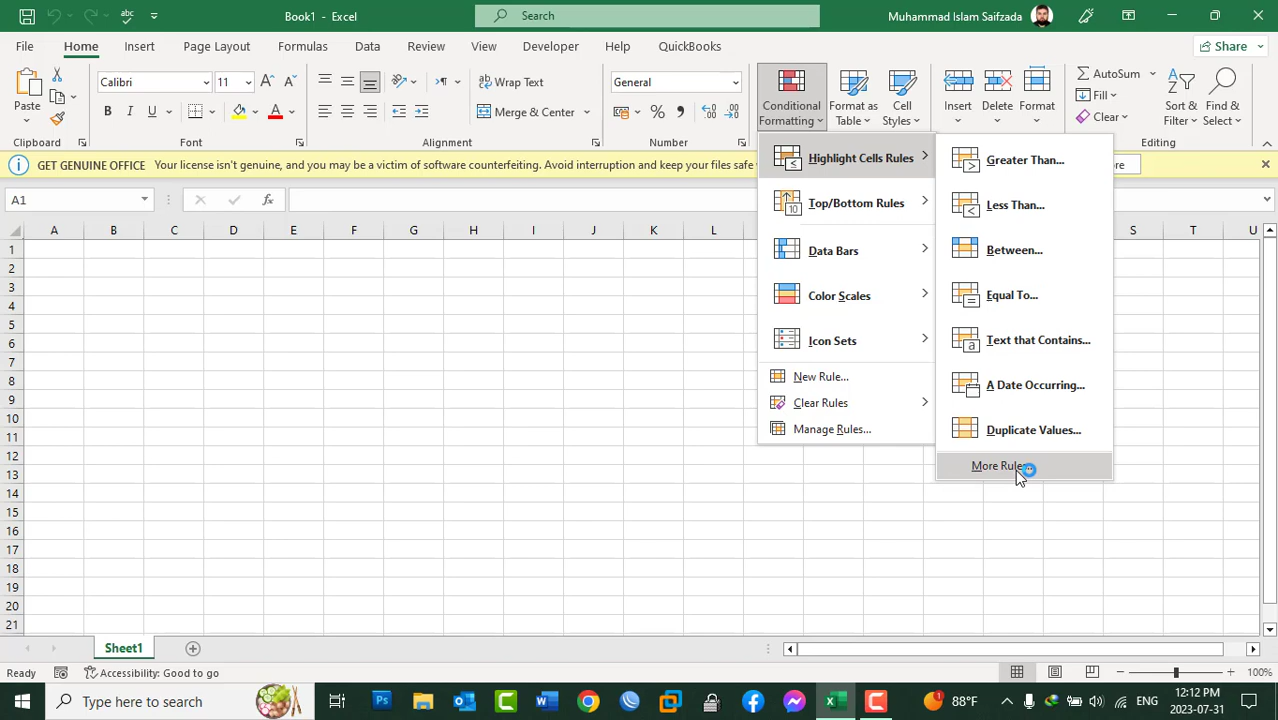 Book1 - Excel
Search
Muhammad Islam Saifzada
File
Home
Insert
Page Layout
Formulas
Data
Review
View
Developer
Help
QuickBooks
Share
Paste
Calibri
11
B I U
Wrap Text
Merge & Center
General
Conditional Formatting
Format as Table
Cell Styles
Insert
Delete
Format
AutoSum
Fill
Clear
Sort & Filter
Find & Select
Clipboard
Font
Alignment
Number
Editing
GET GENUINE OFFICE Your license isn't genuine, and you may be a victim of software counterfeiting. Avoid interruption and keep your files safe
A1
fx
A B C D E F G H I J K L S T U
1
2
3
4
5
6
7
8
9
10
11
12
13
14
15
16
17
18
19
20
21
Highlight Cells Rules
Top/Bottom Rules
Data Bars
Color Scales
Icon Sets
New Rule...
Clear Rules
Manage Rules...
Greater Than...
Less Than...
Between...
Equal To...
Text that Contains...
A Date Occurring...
Duplicate Values...
More Rule
Sheet1
Ready
Accessibility: Good to go
100%
Type here to search
88°F
ENG
12:12 PM
2023-07-31